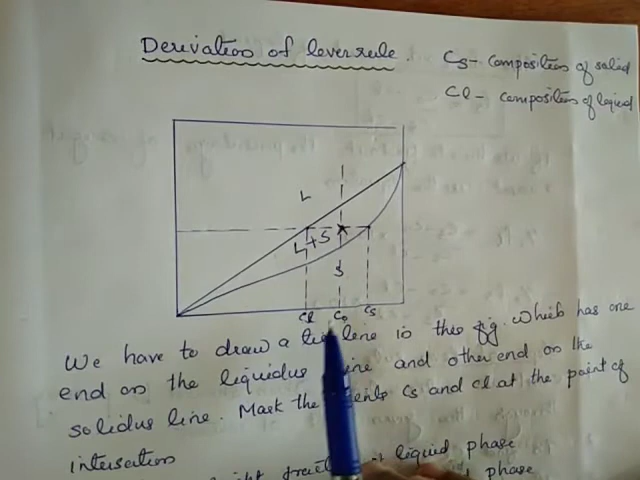 Derivation of lever rule.
Cs - composition of solid
Cl - composition of liquid
L
L+S
S
Cl Co Cs
We have to draw a tie line in the fig. which has one
end on the liquidus line and other end on the
solidus line. Mark the Cs and Cl at the point of
intersection
liquid phase
phase